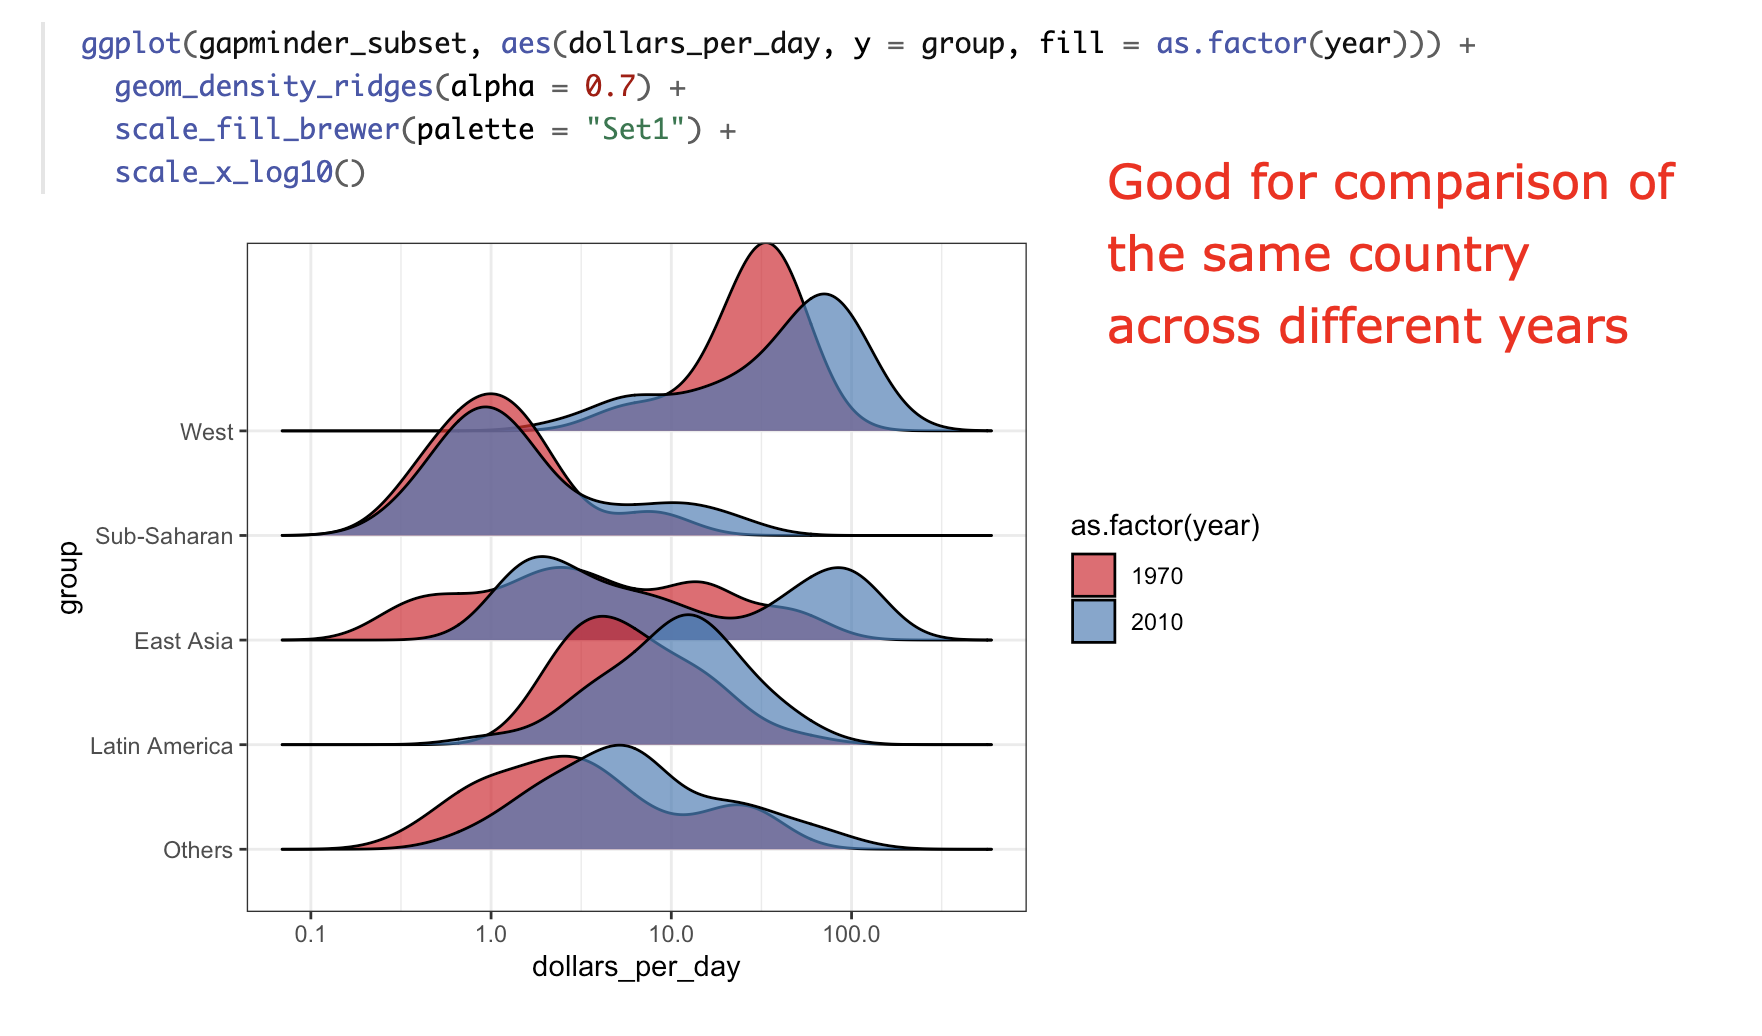 ggplot(gapminder_subset, aes(dollars_per_day, y = group, fill = as.factor(year))) +
geom_density_ridges(alpha = 0.7) +
scale_fill_brewer(palette = "Set1") +
scale_x_log10()
Good for comparison of
the same country
across different years
West
Sub-Saharan
East Asia
Latin America
Others
group
0.1 1.0 10.0 100.0
dollars_per_day
as.factor(year)
1970
2010